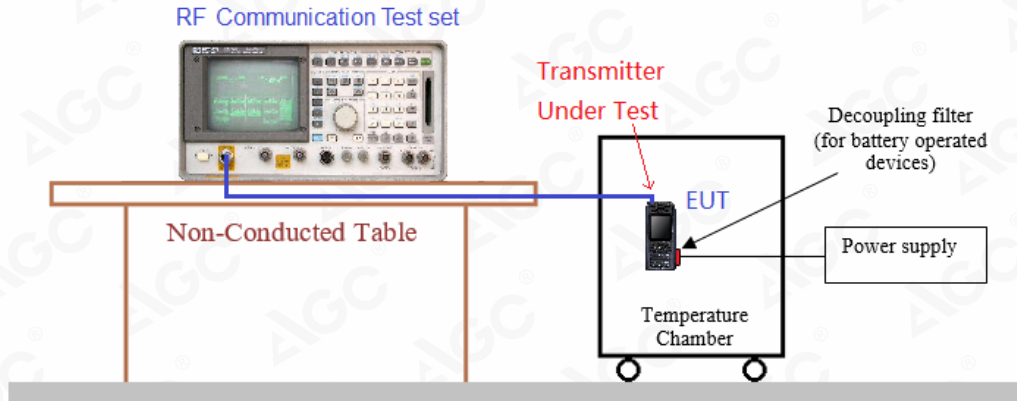 RF Communication Test set
Transmitter
Under Test
Decoupling filter
(for battery operated
devices)
EUT
Non-Conducted Table
Power supply
Temperature
Chamber
AGC